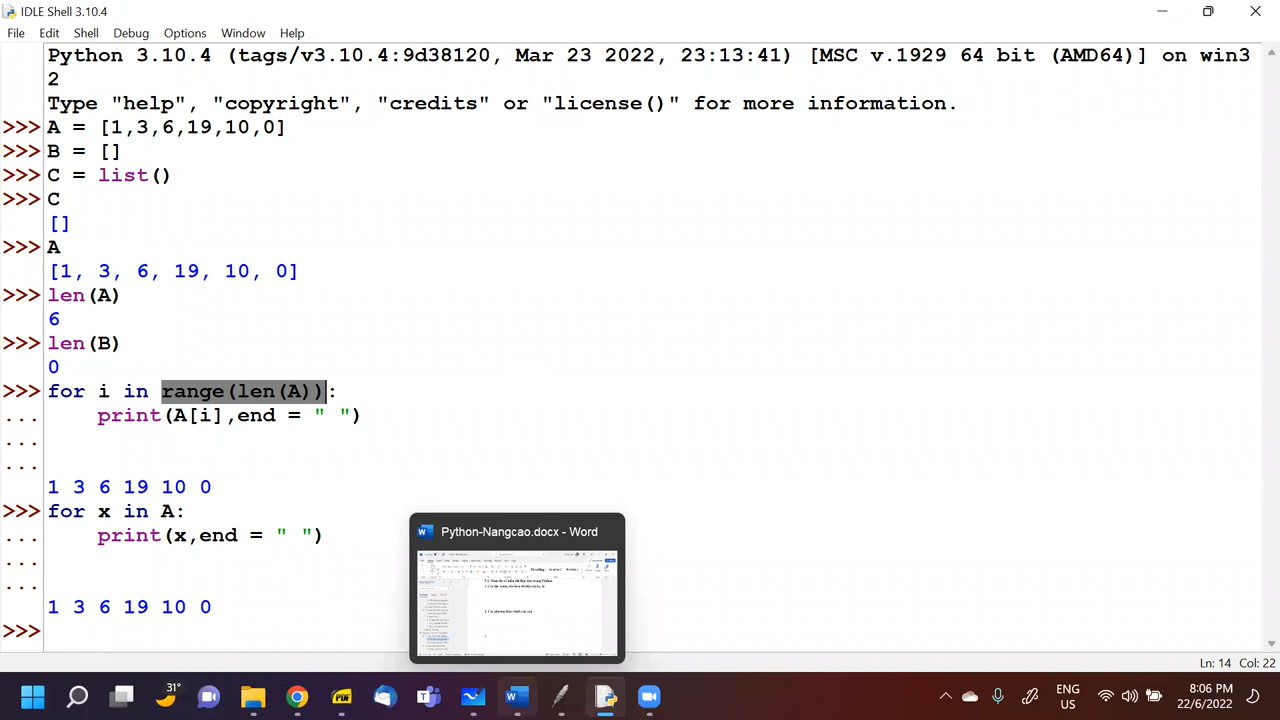 IDLE Shell 3.10.4
File Edit Shell Debug Options Window Help
Python 3.10.4 (tags/v3.10.4:9d38120, Mar 23 2022, 23:13:41) [MSC v.1929 64 bit (AMD64)] on win3
2
Type "help", "copyright", "credits" or "license()" for more information.
>>> A = [1,3,6,19,10,0]
>>> B = []
>>> C = list()
>>> C
[]
>>> A
[1, 3, 6, 19, 10, 0]
>>> len(A)
6
>>> len(B)
0
>>> for i in range(len(A)):
... print(A[i],end = " ")
...
...
1 3 6 19 10 0
>>> for x in A:
... print(x,end = " ")
...
...
1 3 6 19 10 0
>>>
Python-Nangcao.docx - Word
Ln: 14 Col: 22
31°
PDF
ENG
US
8:06 PM
22/6/2022